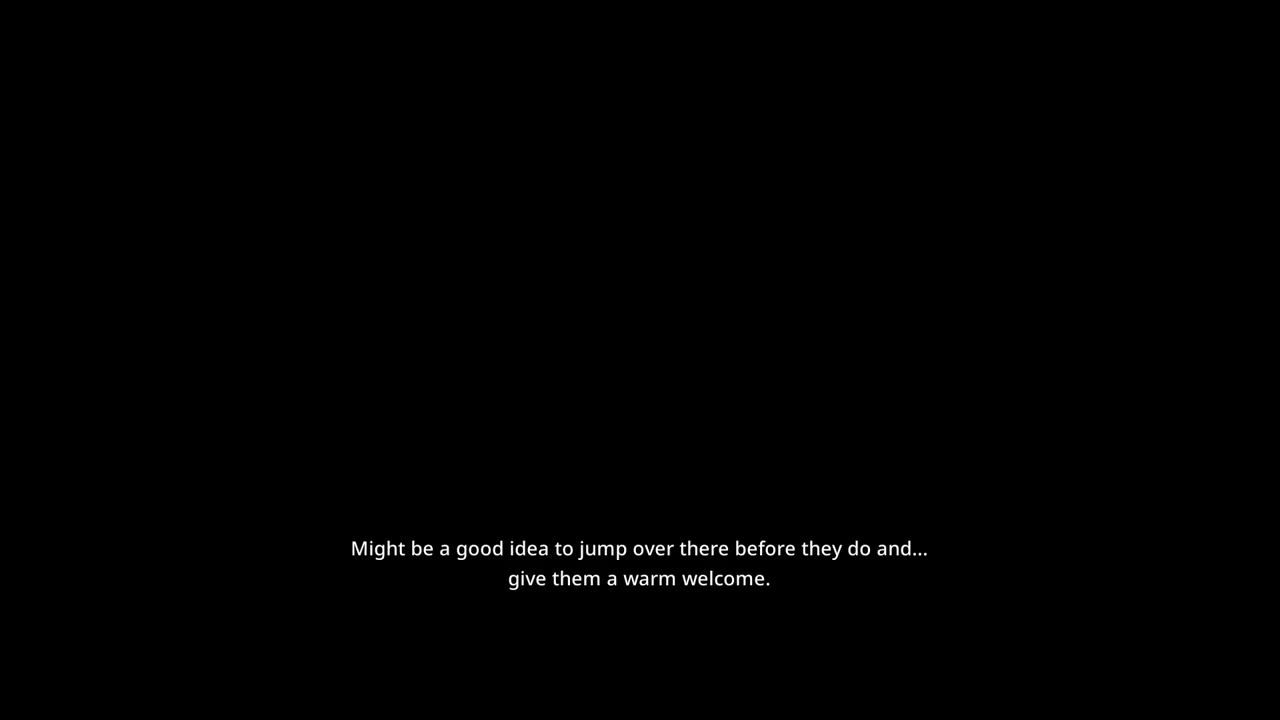 Might be a good idea to jump over there before they do and...
give them a warm welcome.